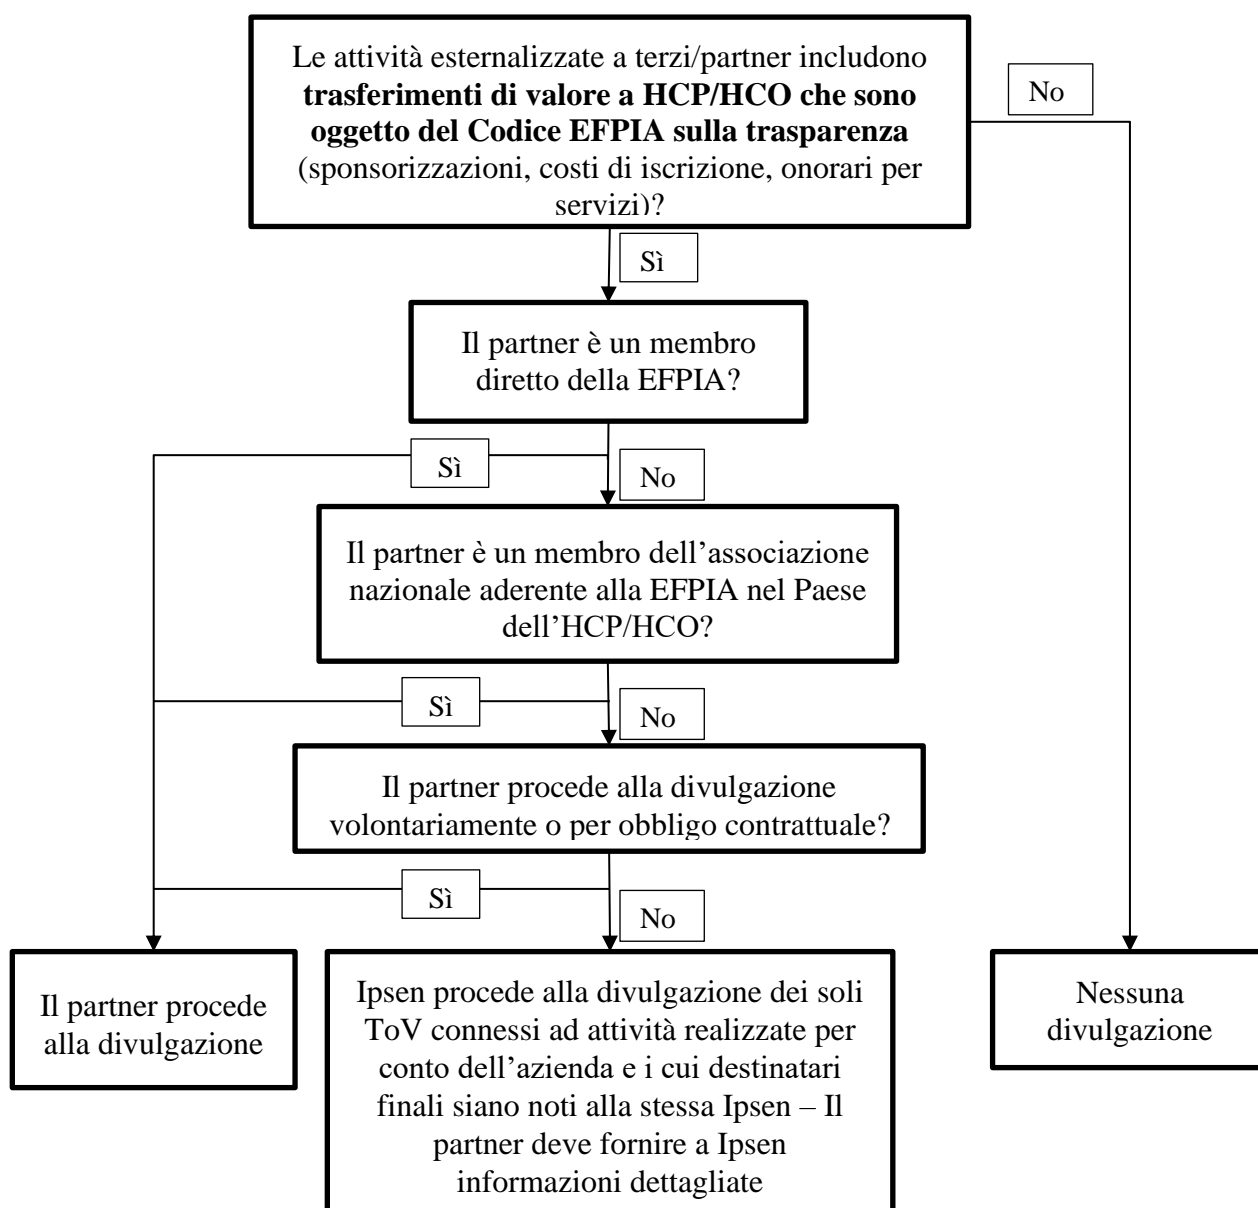 Le attività esternalizzate a terzi/partner includono
trasferimenti di valore a HCP/HCO che sono
oggetto del Codice EFPIA sulla trasparenza
(sponsorizzazioni, costi di iscrizione, onorari per
servizi)?
No
Sì
Il partner è un membro
diretto della EFPIA?
Sì
No
Il partner è un membro dell’associazione
nazionale aderente alla EFPIA nel Paese
dell’HCP/HCO?
Sì
No
Il partner procede alla divulgazione
volontariamente o per obbligo contrattuale?
Sì
No
Il partner procede
alla divulgazione
Ipsen procede alla divulgazione dei soli
ToV connessi ad attività realizzate per
conto dell’azienda e i cui destinatari
finali siano noti alla stessa Ipsen – Il
partner deve fornire a Ipsen
informazioni dettagliate
Nessuna
divulgazione